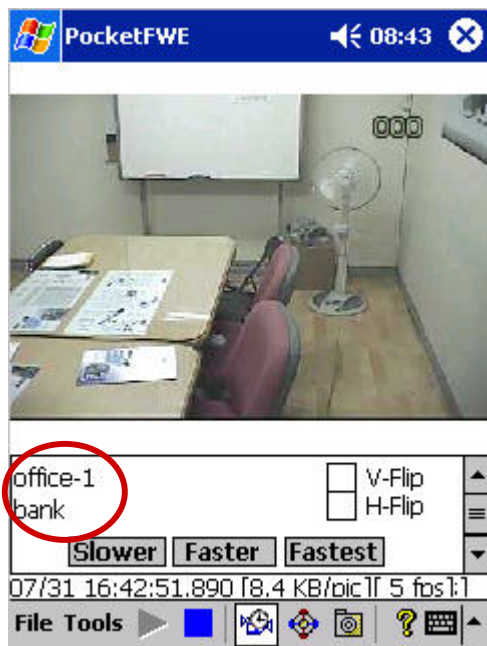 PocketFWE 08:43
000
office-1 V-Flip
bank H-Flip
Slower Faster Fastest
07/31 16:42:51.890 [8.4 KB/pic][ 5 fps]:]
File Tools